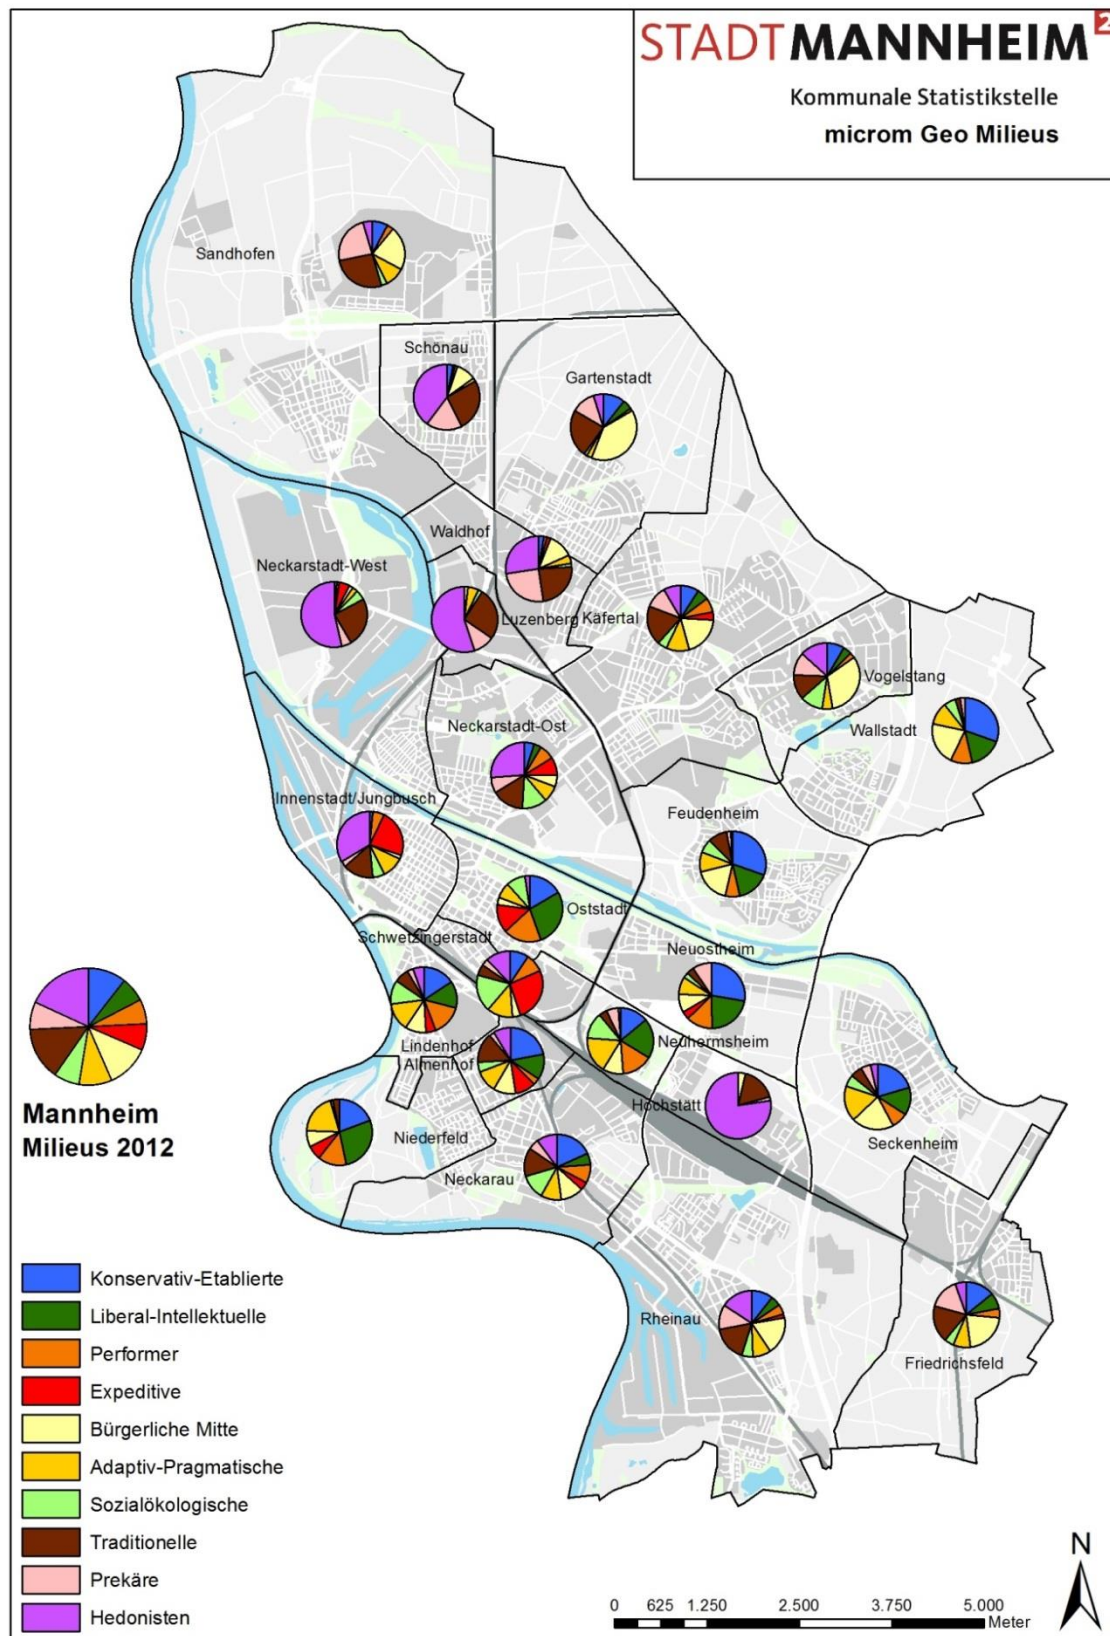 STADTMANNHEIM²
Kommunale Statistikstelle
microm Geo Milieus
Sandhofen
Schönau
Gartenstadt
Waldhof
Neckarstadt-West
Luzenberg
Käfertal
Vogelstang
Wallstadt
Neckarstadt-Ost
Innenstadt/Jungbusch
Feudenheim
Oststadt
Schwetzingerstadt
Neuostheim
Lindenhof
Neuhermsheim
Almenhof
Hochstätt
Niederfeld
Seckenheim
Neckarau
Mannheim
Milieus 2012
Rheinau
Friedrichsfeld
Konservativ-Etablierte
Liberal-Intellektuelle
Performer
Expeditive
Bürgerliche Mitte
Adaptiv-Pragmatische
Sozialökologische
Traditionelle
Prekäre
Hedonisten
N
0 625 1.250 2.500 3.750 5.000
Meter